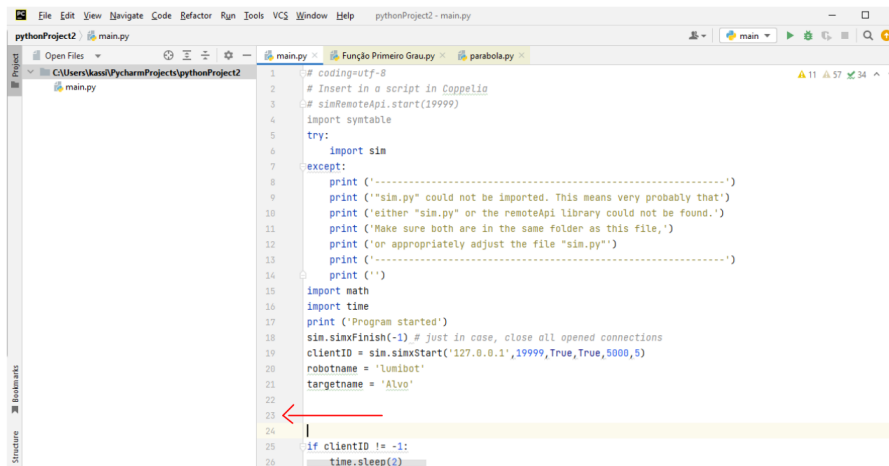 PC File Edit View Navigate Code Refactor Run Tools VCS Window Help pythonProject2 - main.py
pythonProject2 main.py main
Project Open Files main.py Função Primeiro Grau.py parabola.py
C:\Users\kassi\PycharmProjects\pythonProject2
main.py
11 57 34
1 # coding=utf-8
2 # Insert in a script in Coppelia
3 # simRemoteApi.start(19999)
4 import symtable
5 try:
6 import sim
7 except:
8 print ('--------------------------------------------------------------')
9 print ('"sim.py" could not be imported. This means very probably that')
10 print ('either "sim.py" or the remoteApi library could not be found.')
11 print ('Make sure both are in the same folder as this file,')
12 print ('or appropriately adjust the file "sim.py"')
13 print ('--------------------------------------------------------------')
14 print ('')
15 import math
16 import time
17 print ('Program started')
18 sim.simxFinish(-1) # just in case, close all opened connections
19 clientID = sim.simxStart('127.0.0.1',19999,True,True,5000,5)
20 robotname = 'lumibot'
21 targetname = 'Alvo'
22
23
24
25 if clientID != -1:
26 time.sleep(2)
Bookmarks
Structure